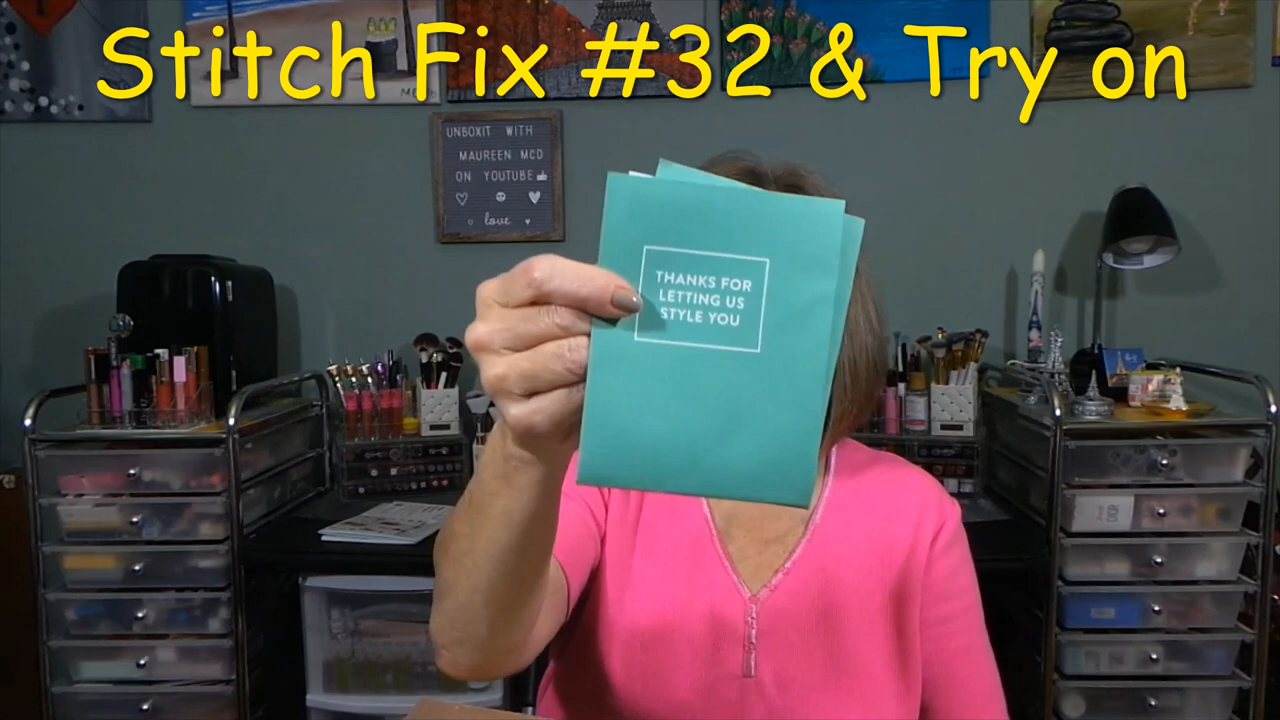 Stitch Fix #32 & Try on
UNBOXIT WITH
MAUREEN MCD
ON YOUTUBE
love
THANKS FOR
LETTING US
STYLE YOU